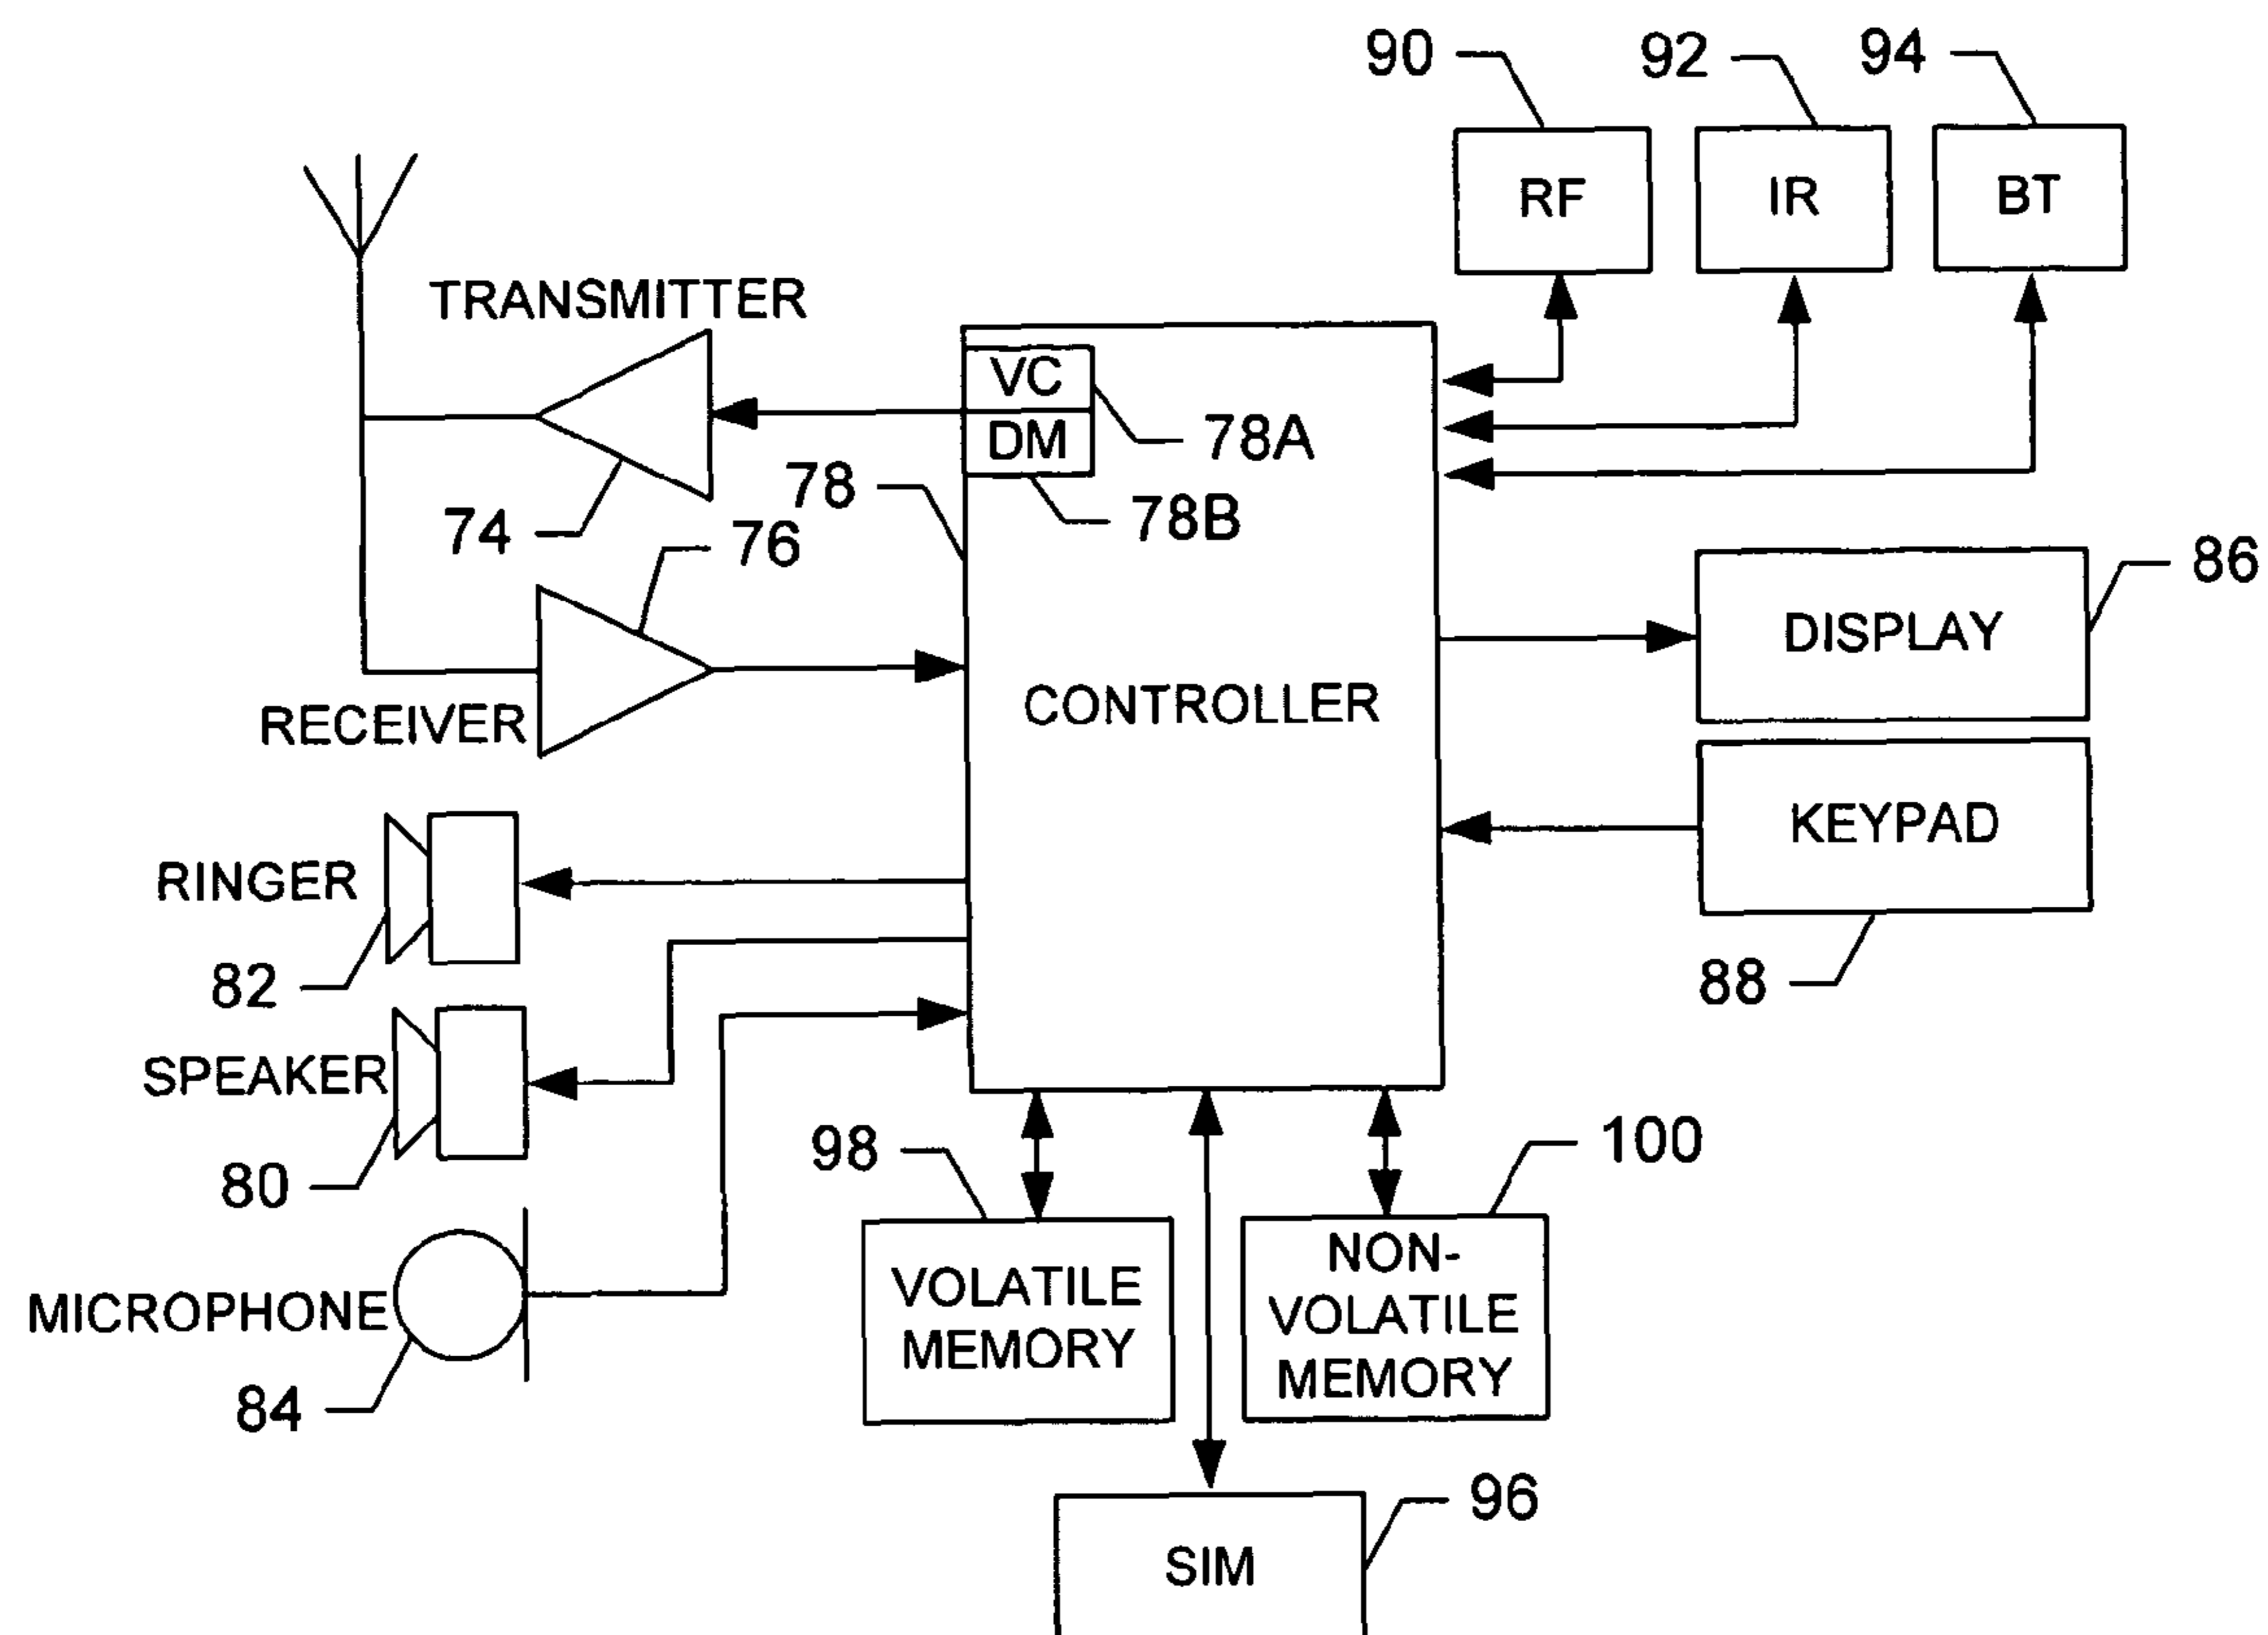 90
92
94
RF
IR
BT
TRANSMITTER
VC
DM
78A
78
78B
74
76
86
DISPLAY
CONTROLLER
RECEIVER
KEYPAD
RINGER
82
88
SPEAKER
80
98
100
MICROPHONE
84
VOLATILE
MEMORY
NON-
VOLATILE
MEMORY
96
SIM